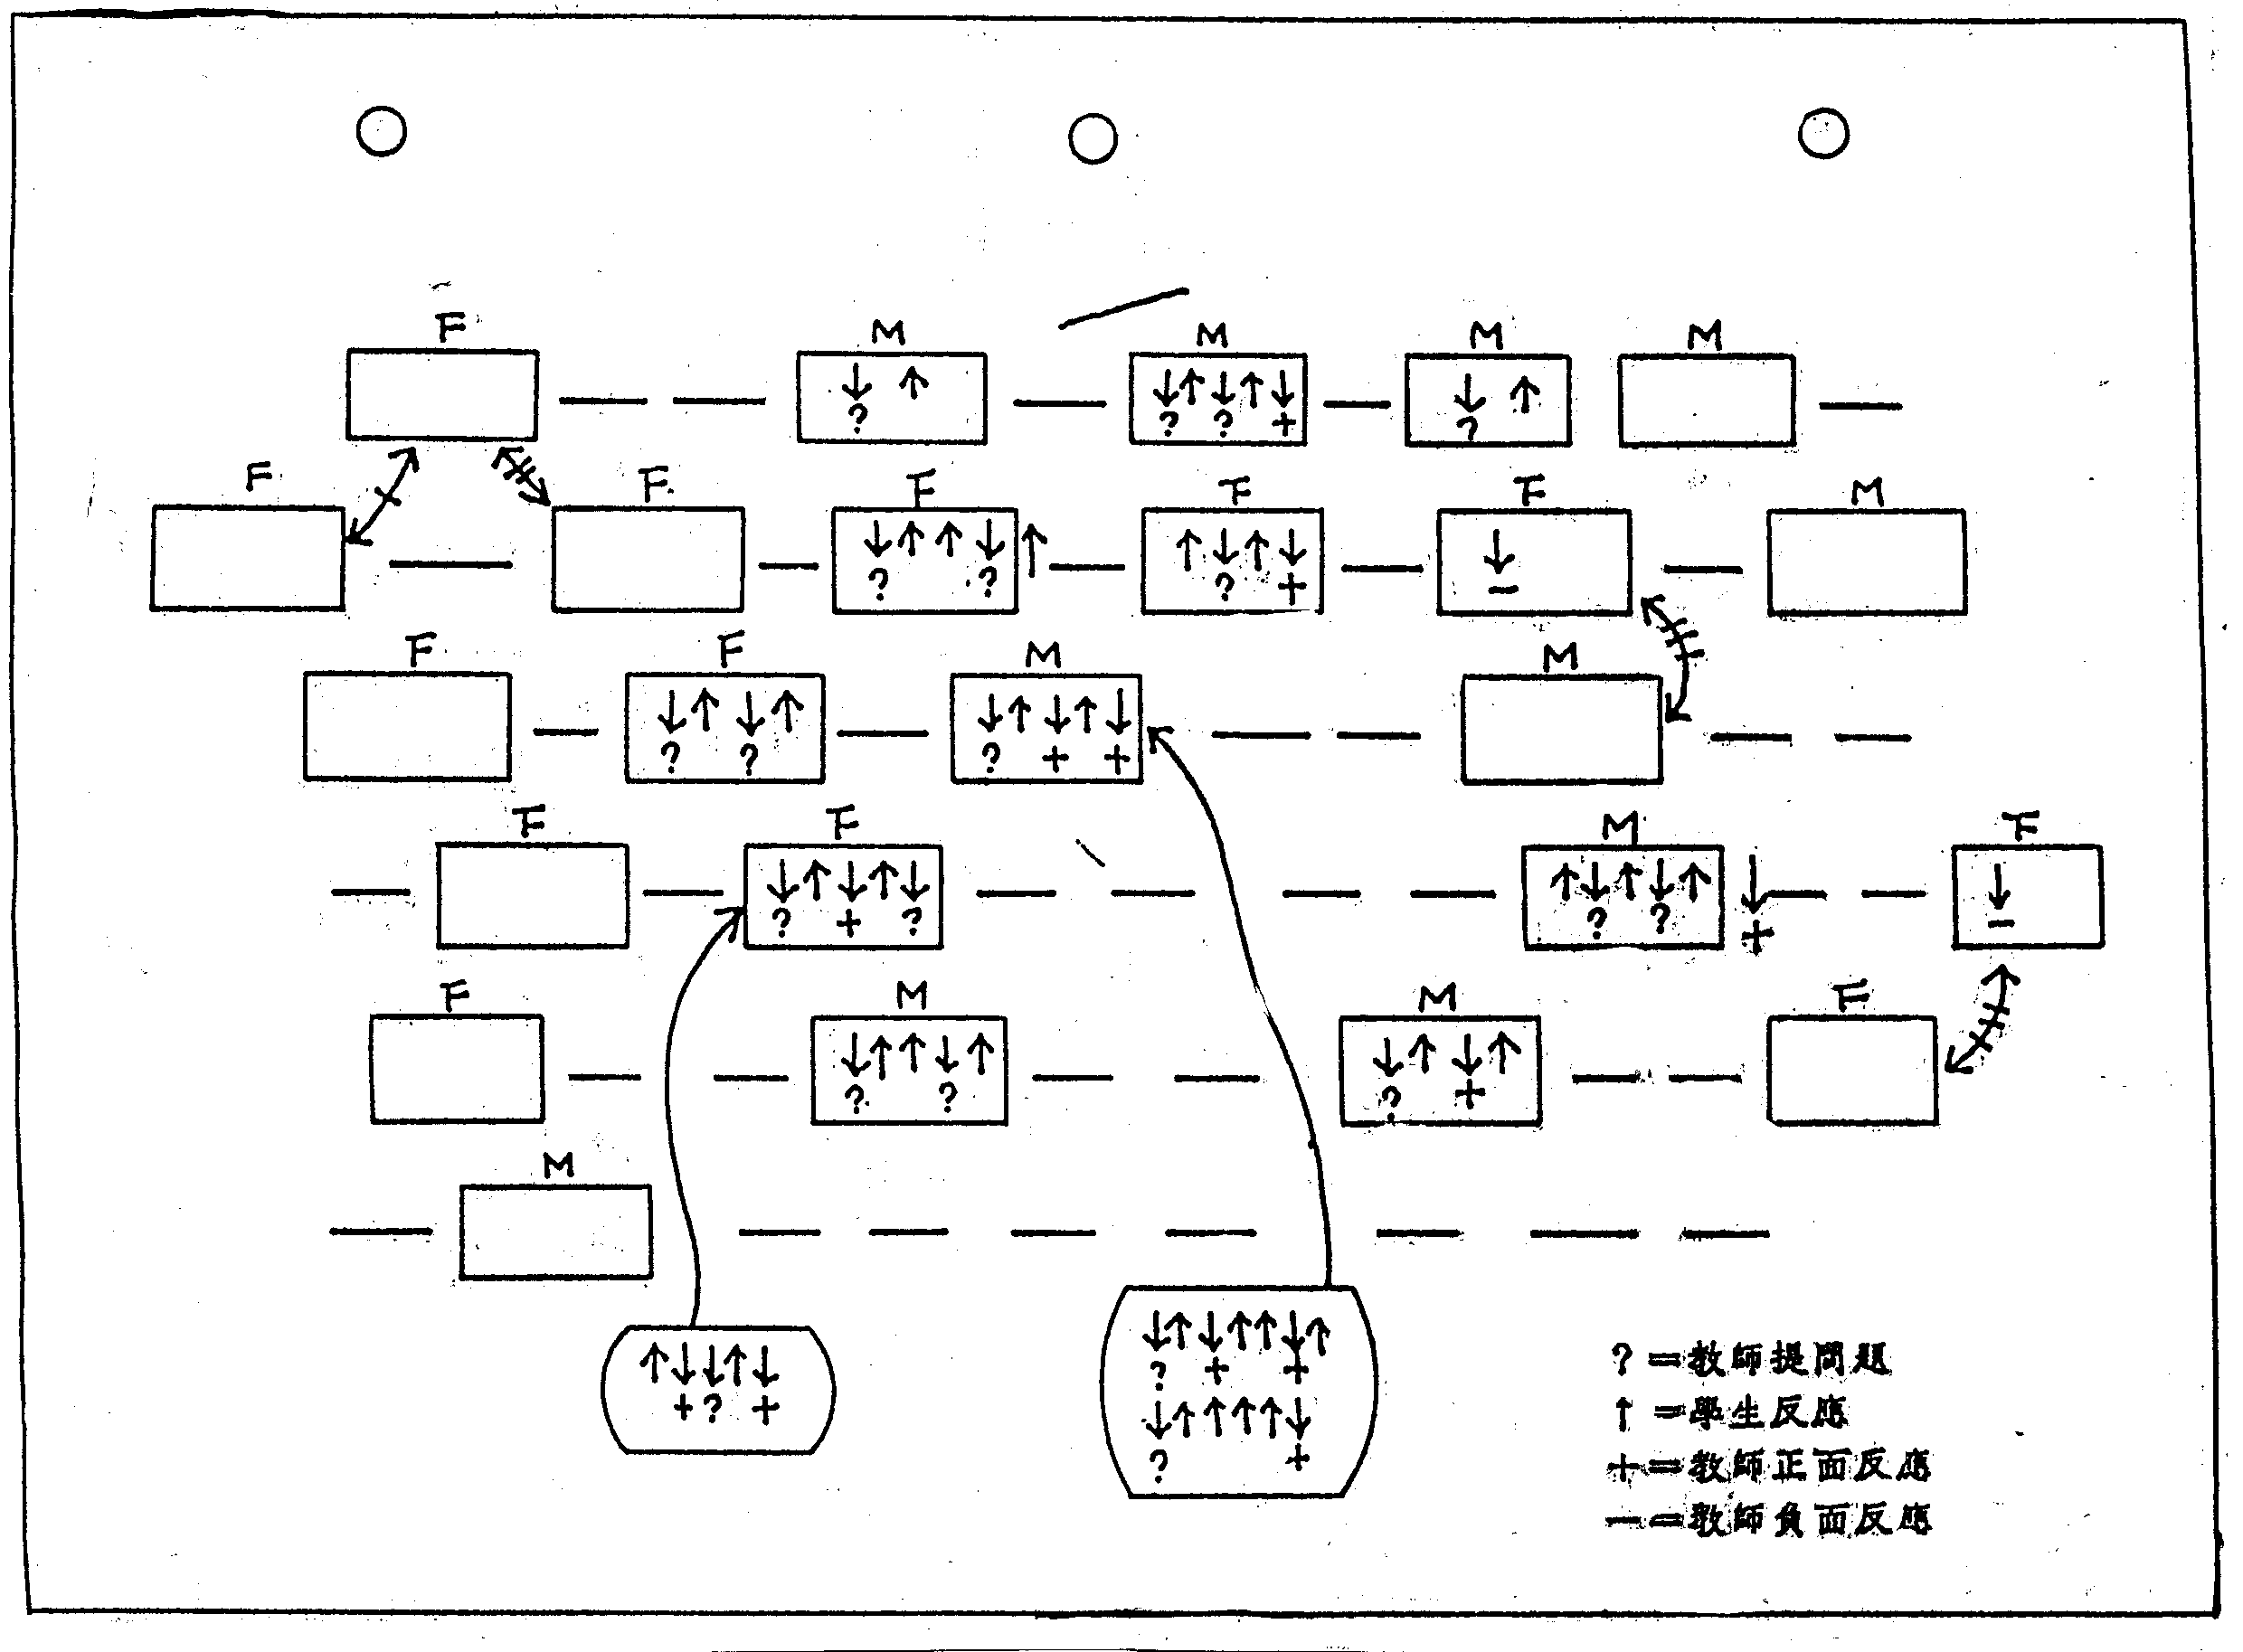 F M M M M
↓ ↑ ↓↑↓↑↓ ↓ ↑
? ? ? + ?
F F F F F M
↓↑↑↓↑ ↑↓↑↓ ↓
? ? ? + −
F F M M
↓↑↓↑ ↓↑↓↑↓
? ? ? + +
F F M F
↓↑↓↑↓ ↑↓↑↓↑↓ ↓
? + ? ? ? + −
F M M F
↓↑↑↓↑ ↓↑↓↑
? ? ? +
M
↑↓↓↑↓
+ ? +
↓↑↓↑↑↓↑
? + +
↓↑↑↑↑↓
? +
? = 教師提問題
↑ = 學生反應
+ = 教師正面反應
− = 教師負面反應